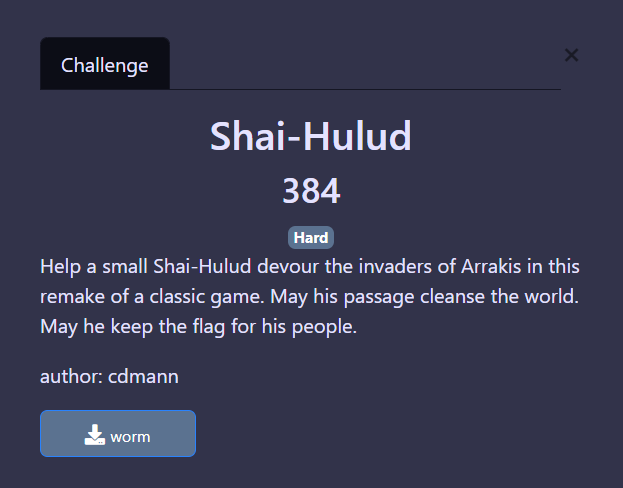 Challenge
×
Shai-Hulud
384
Hard
Help a small Shai-Hulud devour the invaders of Arrakis in this
remake of a classic game. May his passage cleanse the world.
May he keep the flag for his people.
author: cdmann
worm